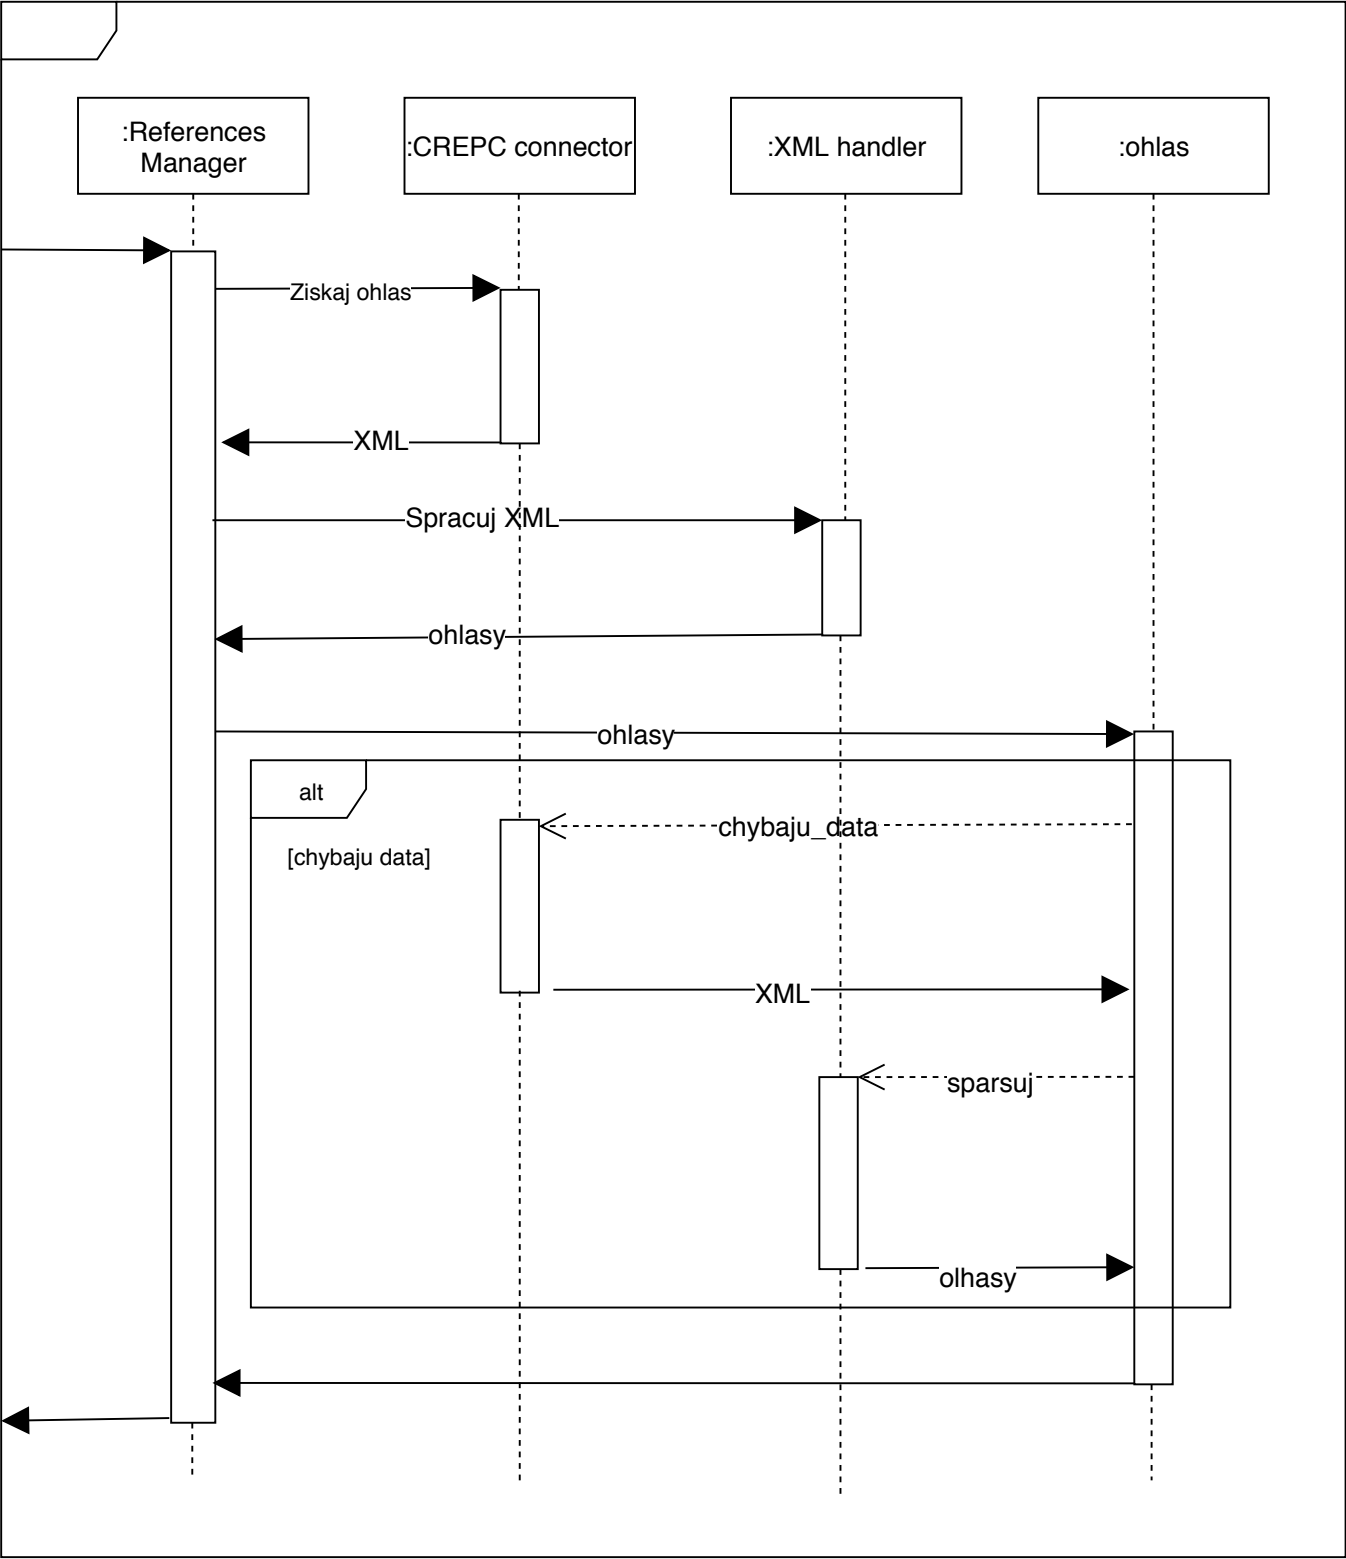 :References
Manager
:CREPC connector
:XML handler
:ohlas
Ziskaj ohlas
XML
Spracuj XML
ohlasy
ohlasy
alt
chybaju_data
[chybaju data]
XML
sparsuj
olhasy